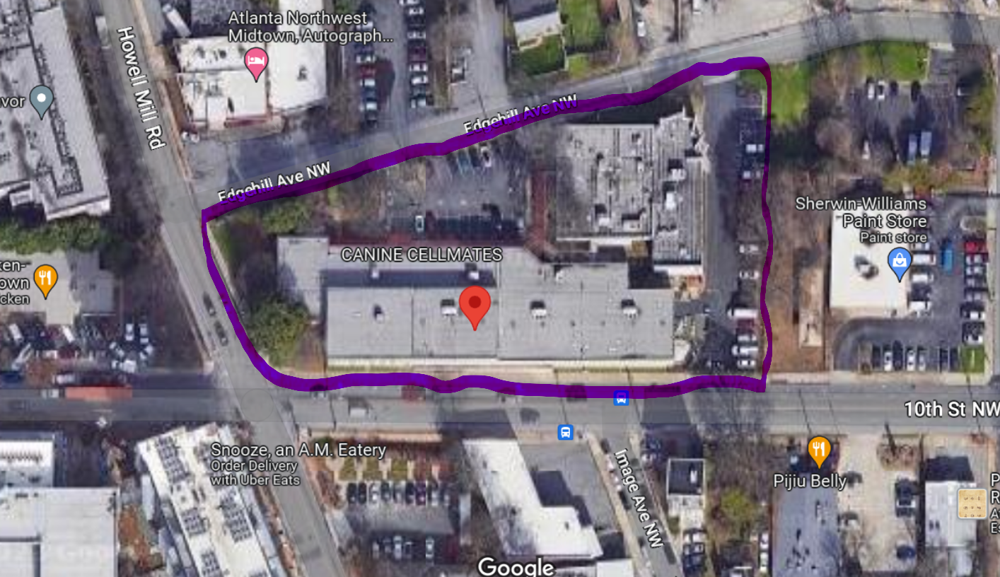 Atlanta Northwest
Midtown, Autograph...
Howell Mill Rd
vor
Edgehill Ave NW
Edgehill Ave NW
Sherwin-Williams
Paint Store
Paint store
CANINE CELLMATES
ken-
own
cken
10th St NW
Snooze, an A.M. Eatery
Order Delivery
with Uber Eats
Image Ave NW
Pijiu Belly
P
R
A
Es
Google